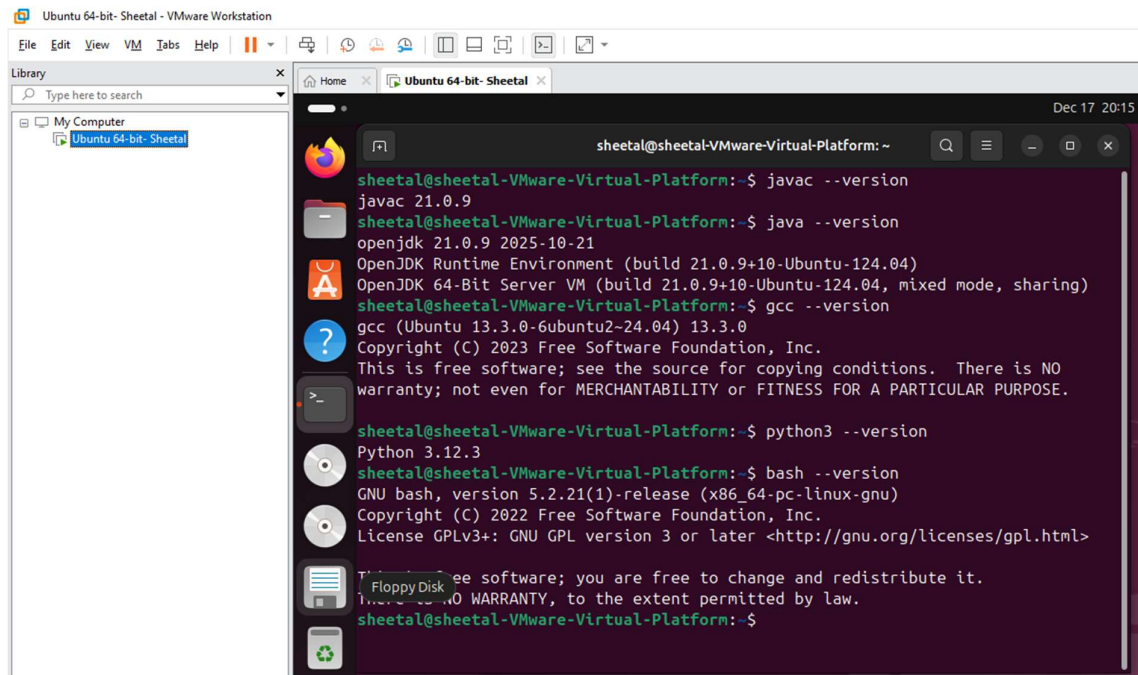 Ubuntu 64-bit- Sheetal - VMware Workstation
File Edit View VM Tabs Help
Library
Type here to search
My Computer
Ubuntu 64-bit- Sheetal
Home
Ubuntu 64-bit- Sheetal
Dec 17 20:15
sheetal@sheetal-VMware-Virtual-Platform: ~
sheetal@sheetal-VMware-Virtual-Platform:~$ javac --version
javac 21.0.9
sheetal@sheetal-VMware-Virtual-Platform:~$ java --version
openjdk 21.0.9 2025-10-21
OpenJDK Runtime Environment (build 21.0.9+10-Ubuntu-124.04)
OpenJDK 64-Bit Server VM (build 21.0.9+10-Ubuntu-124.04, mixed mode, sharing)
sheetal@sheetal-VMware-Virtual-Platform:~$ gcc --version
gcc (Ubuntu 13.3.0-6ubuntu2~24.04) 13.3.0
Copyright (C) 2023 Free Software Foundation, Inc.
This is free software; see the source for copying conditions.  There is NO
warranty; not even for MERCHANTABILITY or FITNESS FOR A PARTICULAR PURPOSE.
sheetal@sheetal-VMware-Virtual-Platform:~$ python3 --version
Python 3.12.3
sheetal@sheetal-VMware-Virtual-Platform:~$ bash --version
GNU bash, version 5.2.21(1)-release (x86_64-pc-linux-gnu)
Copyright (C) 2022 Free Software Foundation, Inc.
License GPLv3+: GNU GPL version 3 or later <http://gnu.org/licenses/gpl.html>
software; you are free to change and redistribute it.
Floppy Disk
NO WARRANTY, to the extent permitted by law.
sheetal@sheetal-VMware-Virtual-Platform:~$